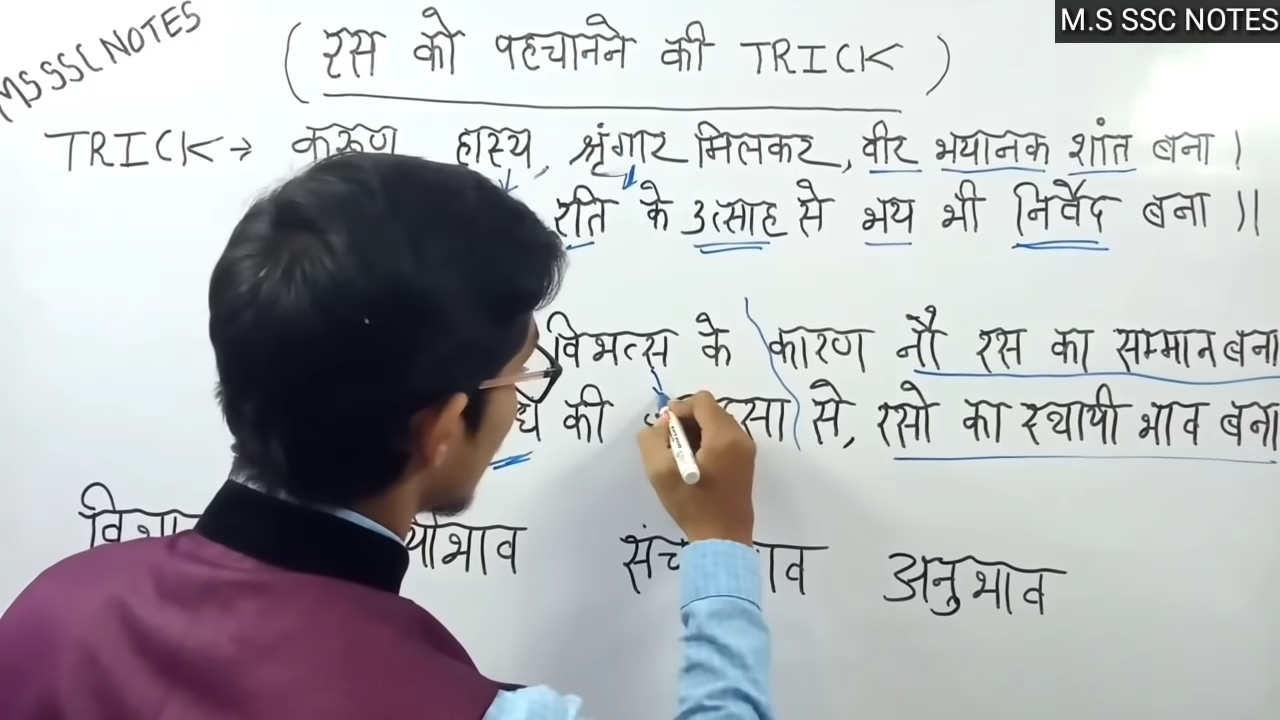 M.S SSC NOTES
MS SSC NOTES
( रस को पहचानने की TRICK )
TRICK → करूण हास्य, श्रृंगार मिलकर, वीर भयानक शांत बना ।
रति के उत्साह से भय भी निर्वेद बना ।।
विभत्स के कारण नौ रस का सम्मान बना
की से, रसो का स्थायी भाव बना
अनुभाव